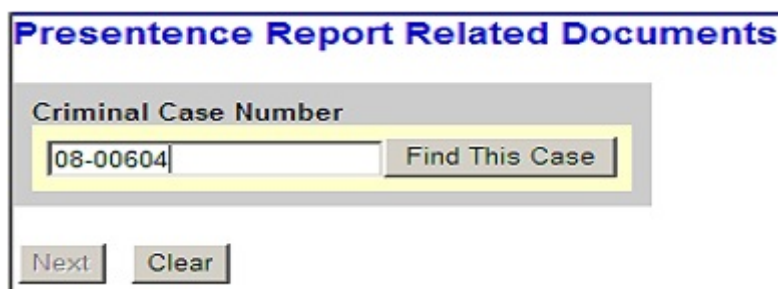 Presentence Report Related Documents
Criminal Case Number
08-00604 Find This Case
Next Clear